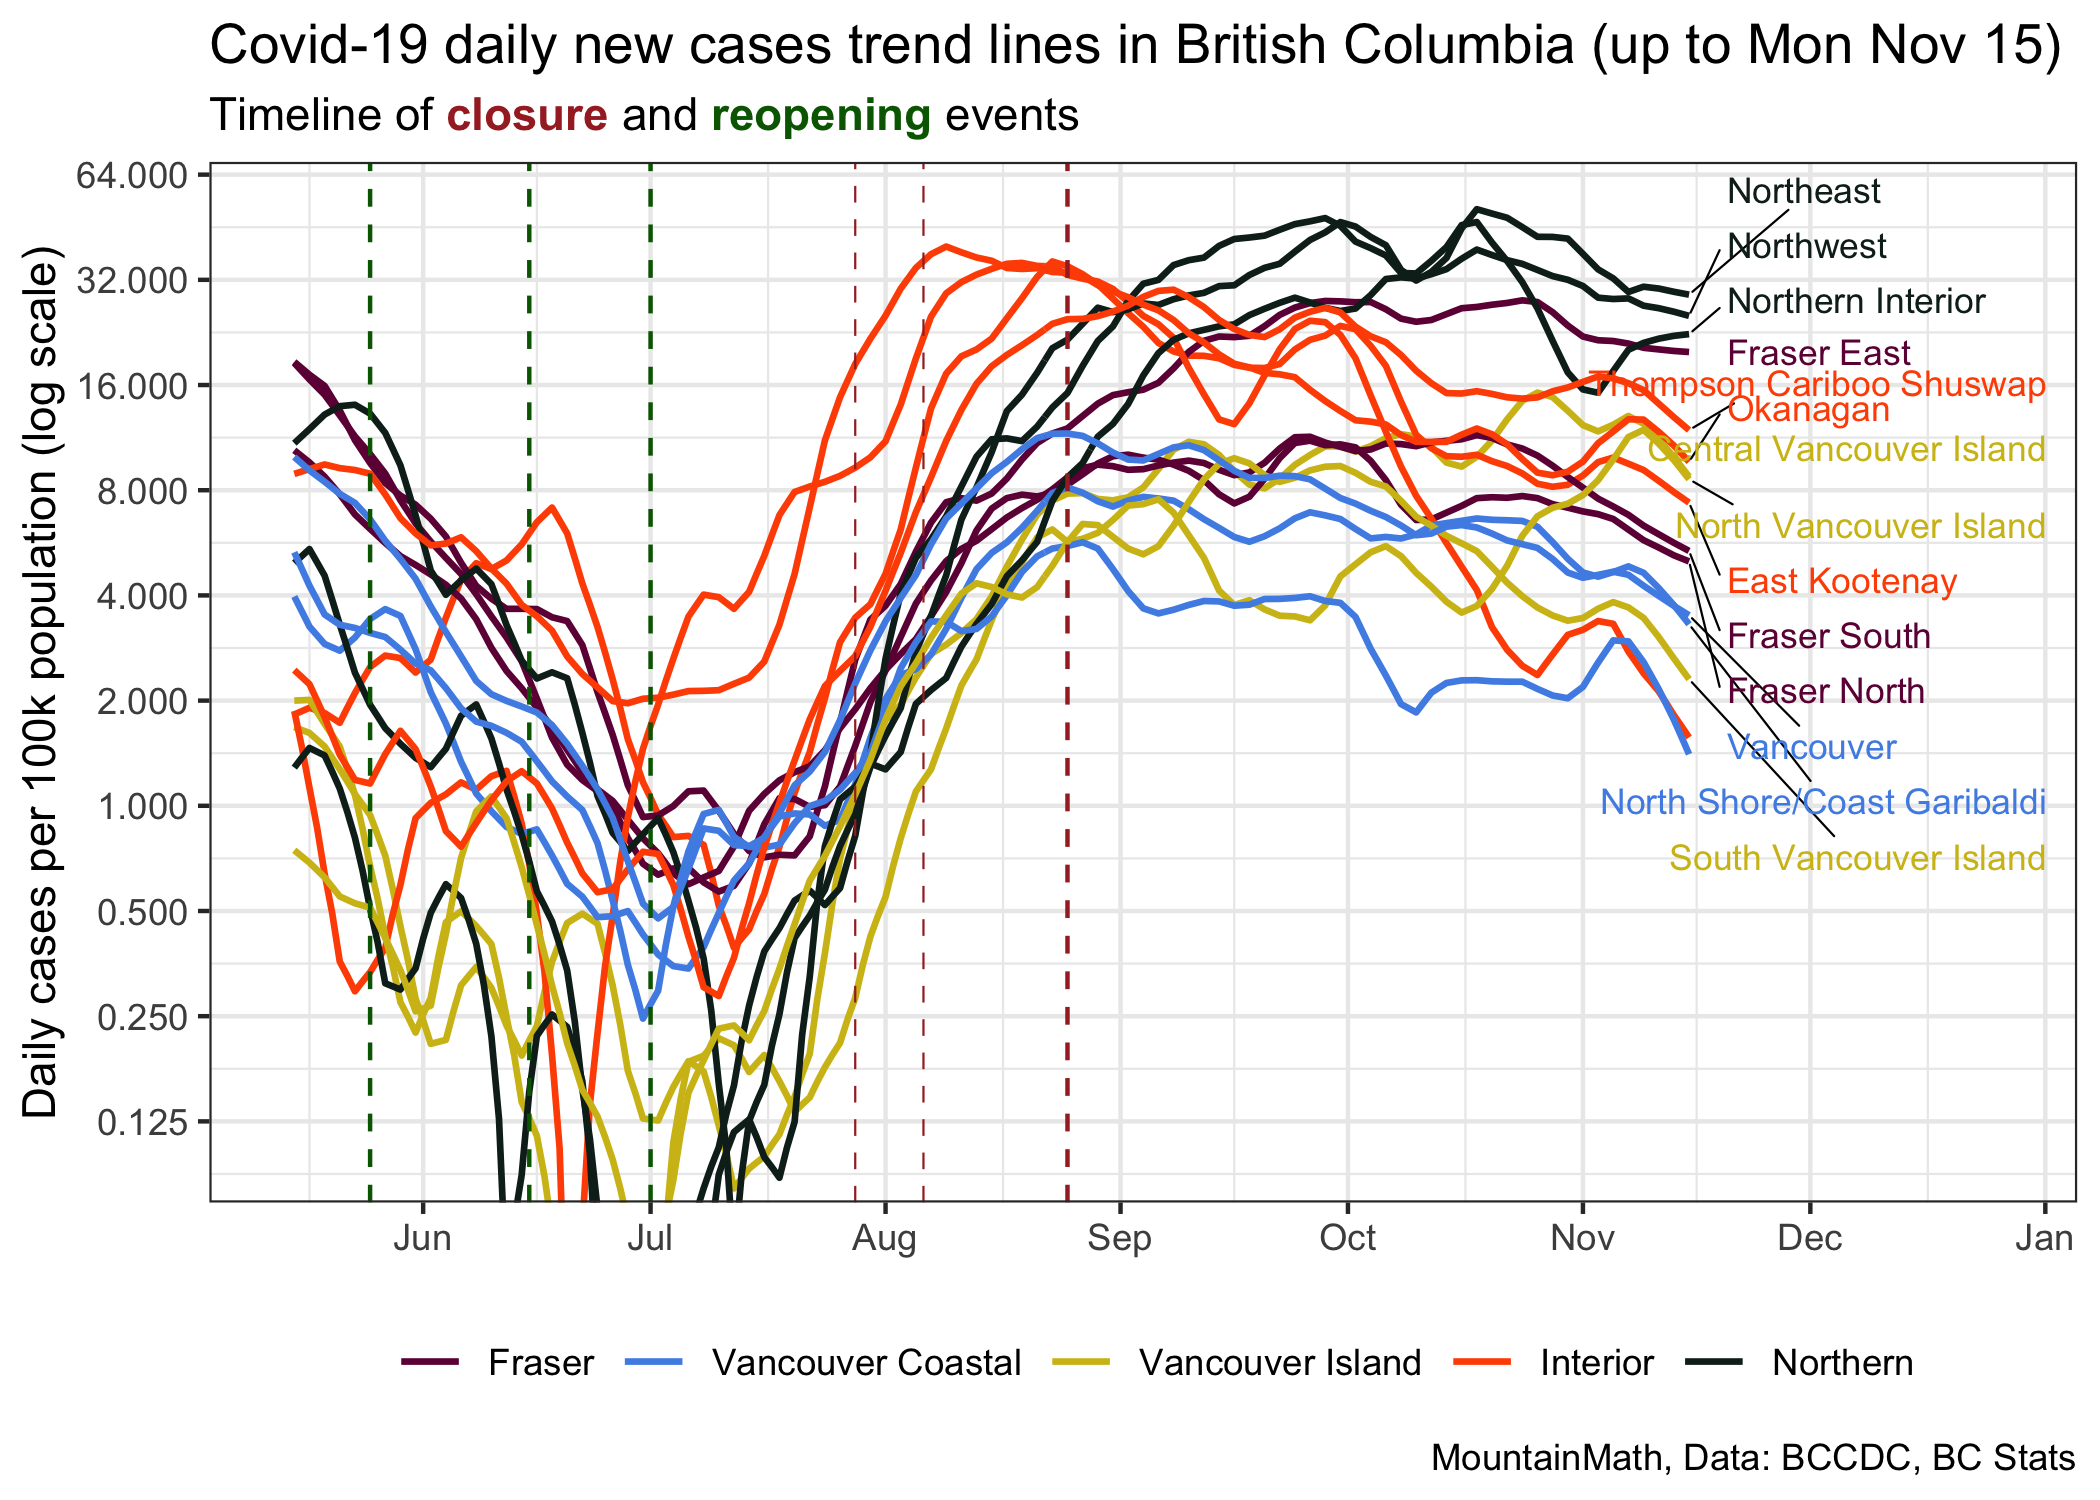 Covid-19 daily new cases trend lines in British Columbia (up to Mon Nov 15)
Timeline of closure and reopening events
Daily cases per 100k population (log scale)
64.000
32.000
16.000
8.000
4.000
2.000
1.000
0.500
0.250
0.125
Northeast
Northwest
Northern Interior
Fraser East
Thompson Cariboo Shuswap
Okanagan
Central Vancouver Island
North Vancouver Island
East Kootenay
Fraser South
Fraser North
Vancouver
North Shore/Coast Garibaldi
South Vancouver Island
Jun Jul Aug Sep Oct Nov Dec Jan
Fraser Vancouver Coastal Vancouver Island Interior Northern
MountainMath, Data: BCCDC, BC Stats